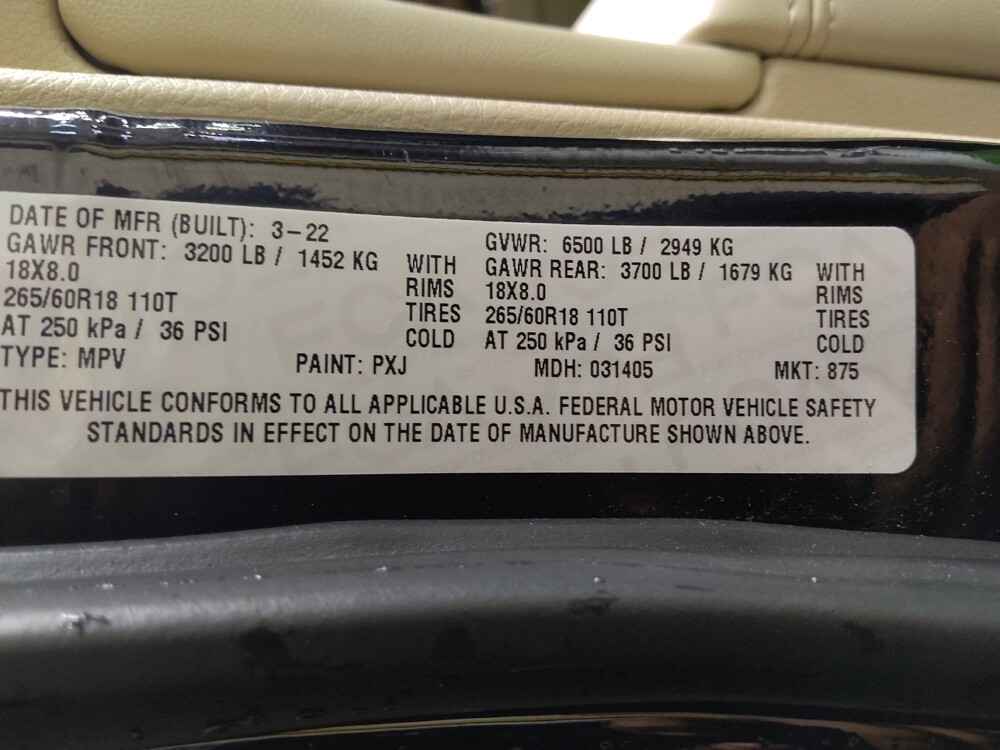 DATE OF MFR (BUILT): 3-22
GVWR: 6500 LB / 2949 KG
GAWR FRONT: 3200 LB / 1452 KG WITH
18X8.0 RIMS
265/60R18 110T TIRES
AT 250 kPa / 36 PSI COLD
GAWR REAR: 3700 LB / 1679 KG WITH
18X8.0 RIMS
265/60R18 110T TIRES
AT 250 kPa / 36 PSI COLD
TYPE: MPV PAINT: PXJ MDH: 031405 MKT: 875
THIS VEHICLE CONFORMS TO ALL APPLICABLE U.S.A. FEDERAL MOTOR VEHICLE SAFETY
STANDARDS IN EFFECT ON THE DATE OF MANUFACTURE SHOWN ABOVE.